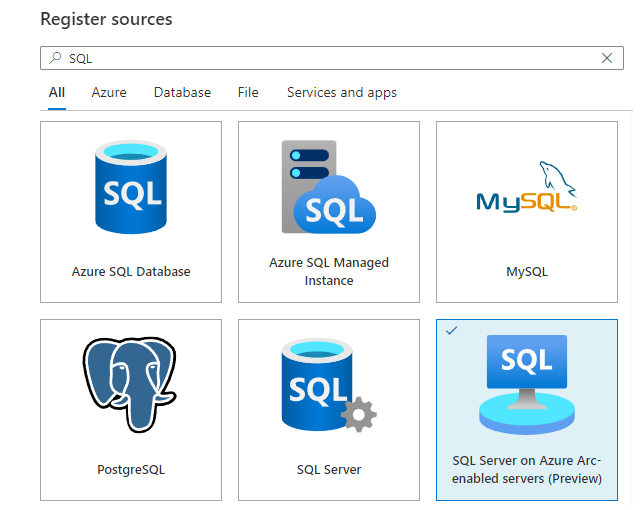 Register sources
SQL
All Azure Database File Services and apps
SQL
Azure SQL Database
SQL
Azure SQL Managed
Instance
MySQL®
MySQL
PostgreSQL
SQL
SQL Server
SQL
SQL Server on Azure Arc-
enabled servers (Preview)